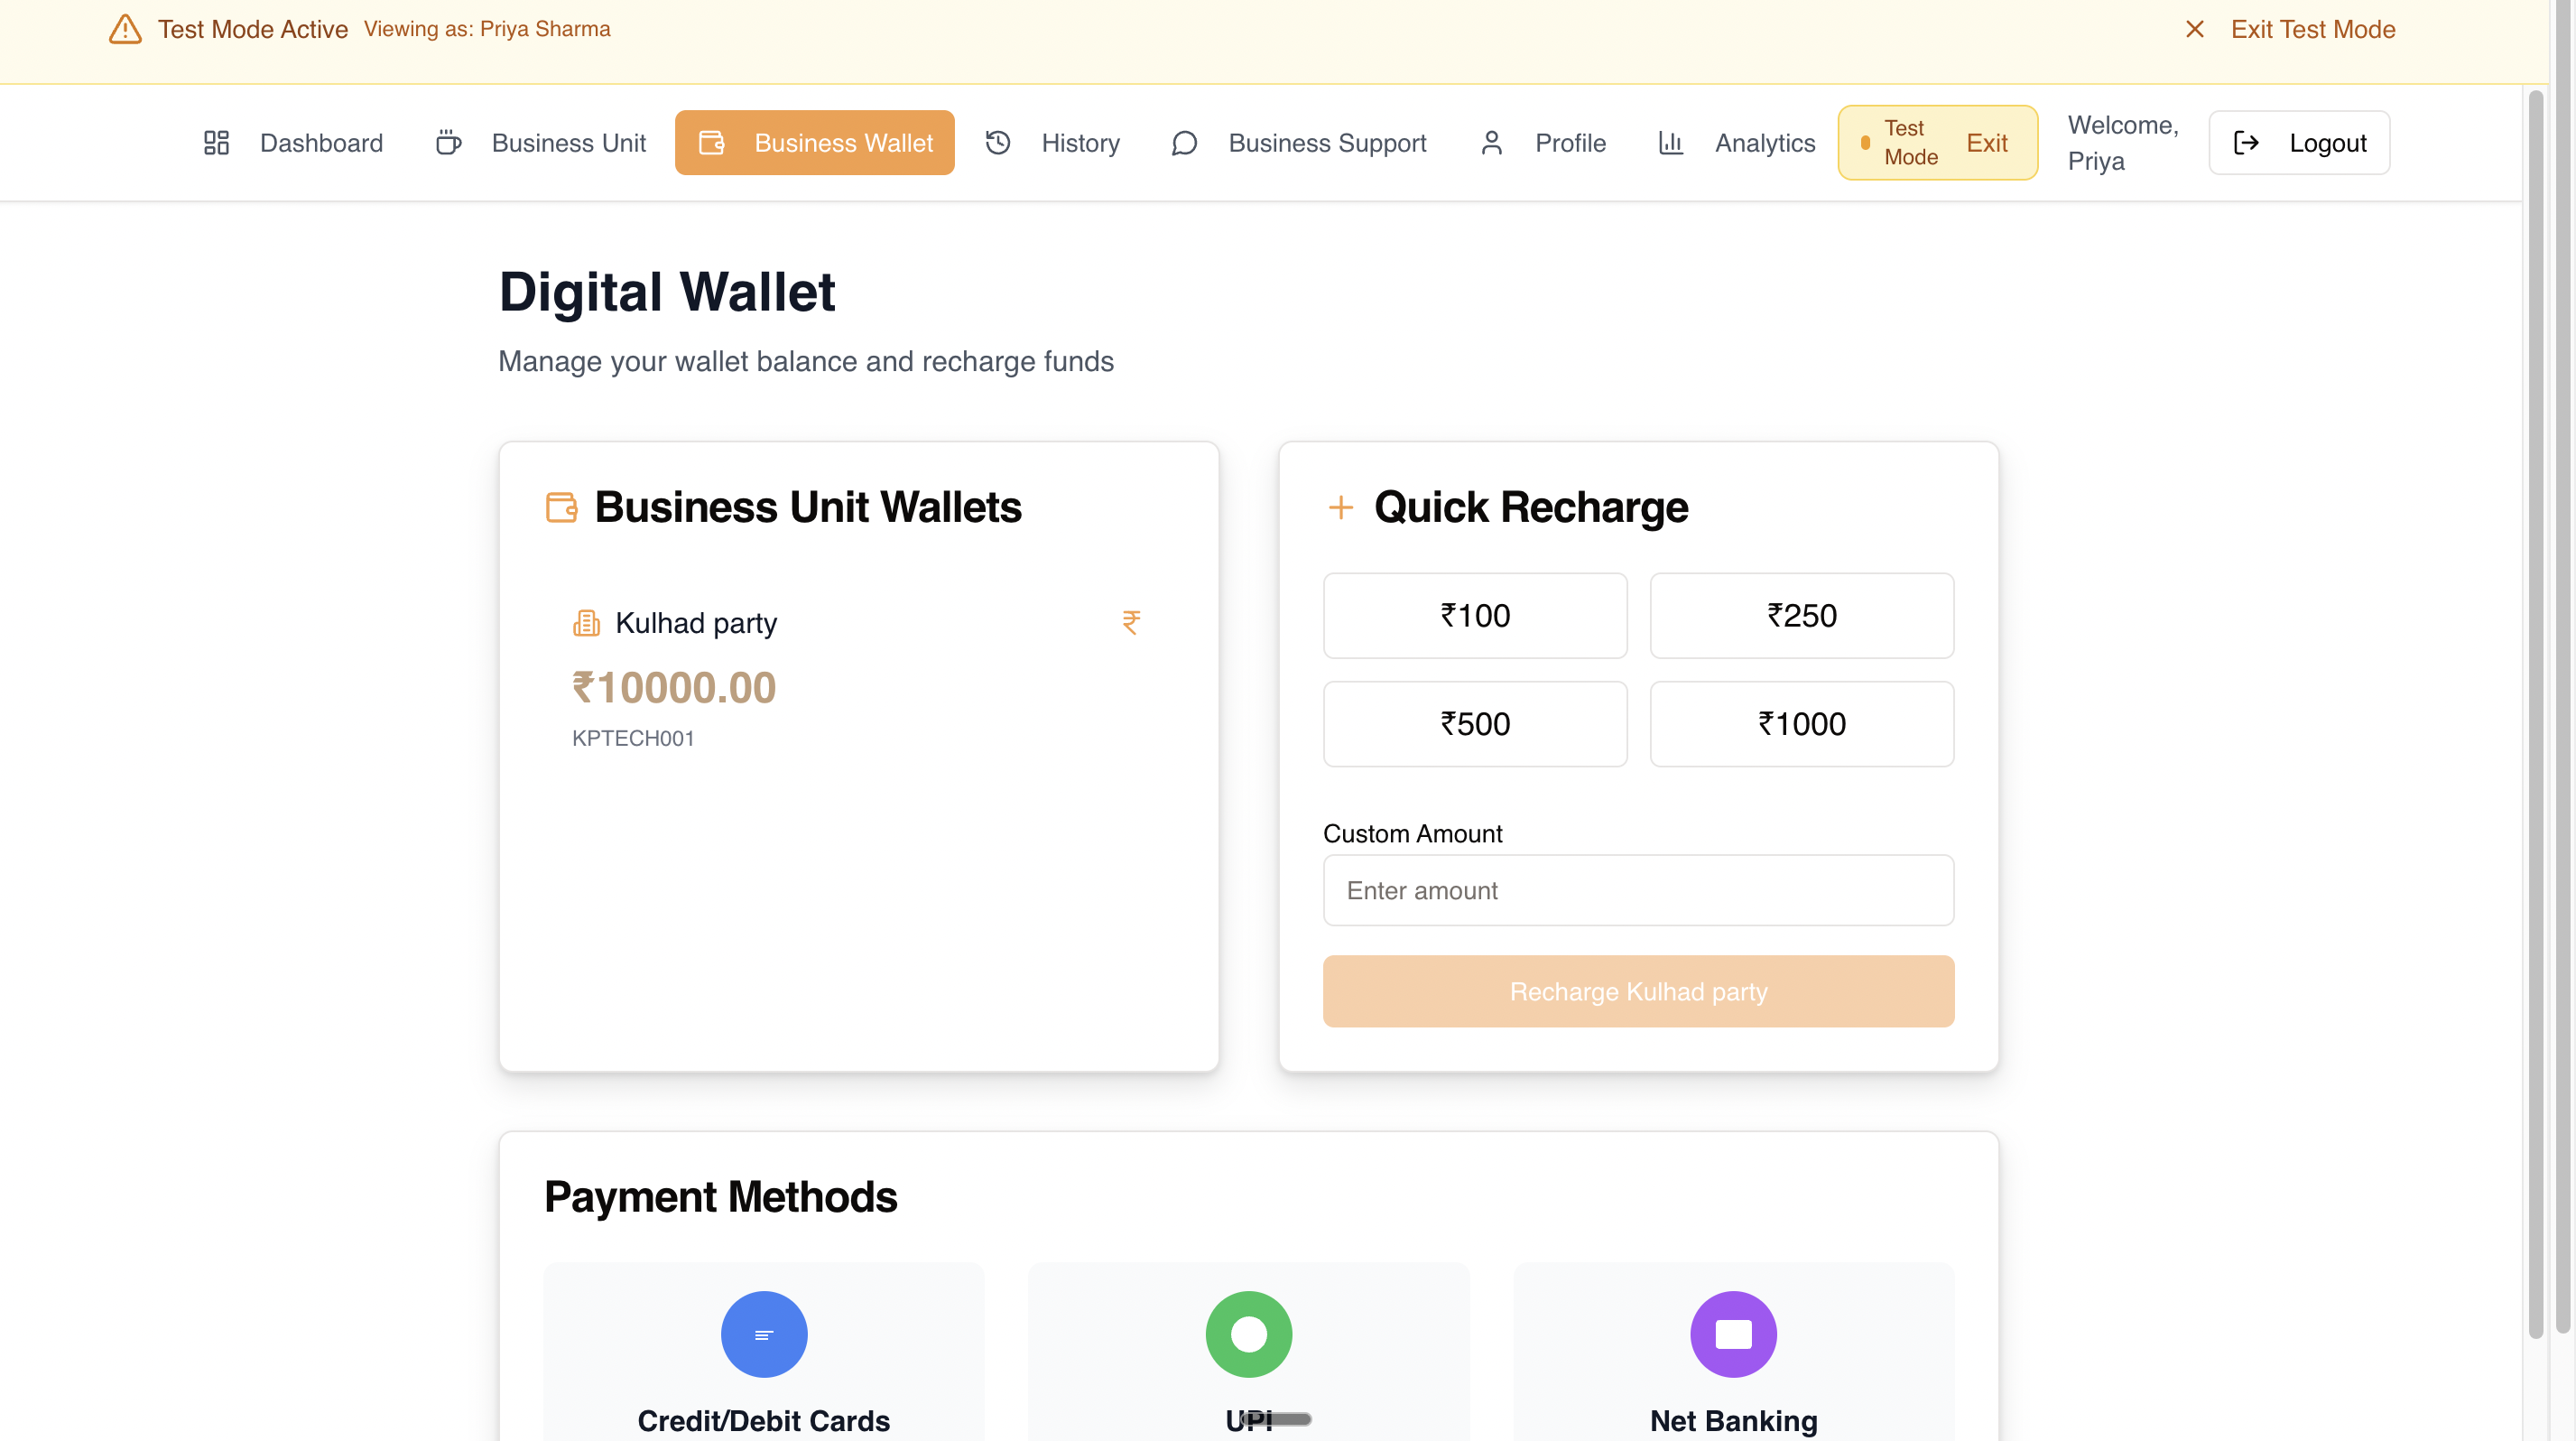 Test Mode Active Viewing as: Priya Sharma
Exit Test Mode
Dashboard
Business Unit
Business Wallet
History
Business Support
Profile
Analytics
Test Mode
Exit
Welcome, Priya
Logout
Digital Wallet
Manage your wallet balance and recharge funds
Business Unit Wallets
Kulhad party
₹
₹10000.00
KPTECH001
Quick Recharge
₹100
₹250
₹500
₹1000
Custom Amount
Enter amount
Recharge Kulhad party
Payment Methods
Credit/Debit Cards
UPI
Net Banking